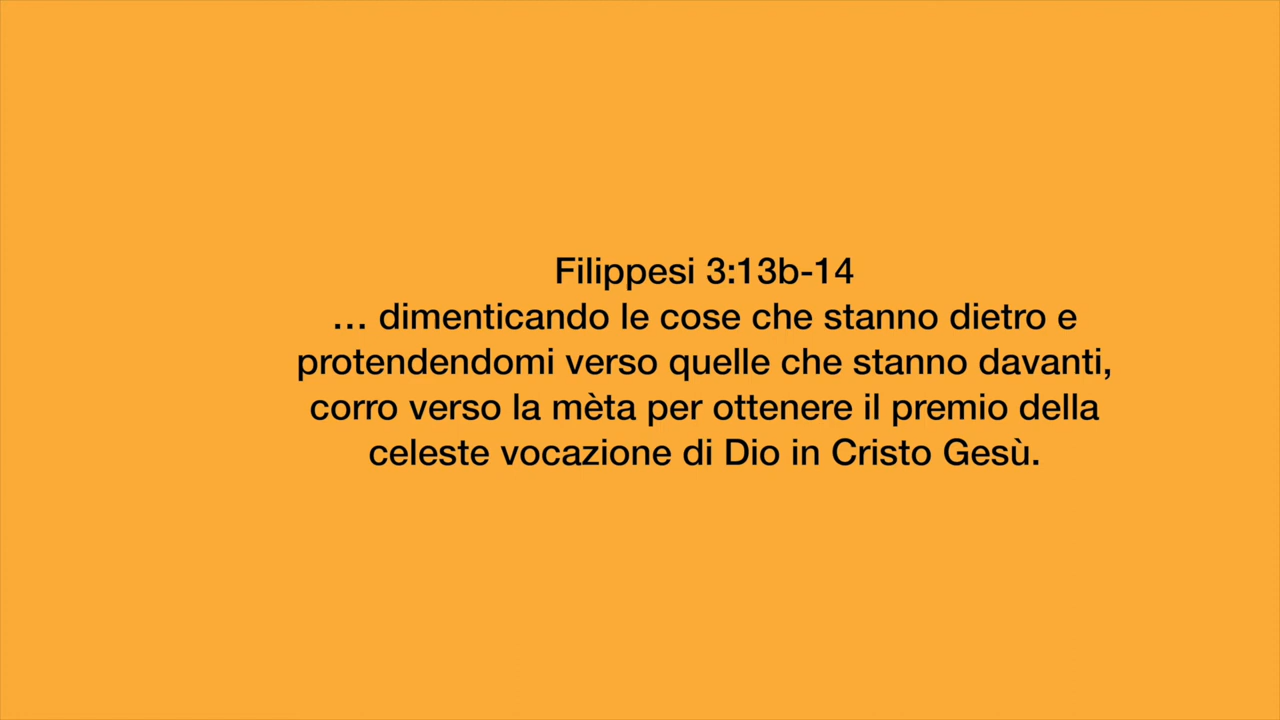 Filippesi 3:13b-14
… dimenticando le cose che stanno dietro e
protendendomi verso quelle che stanno davanti,
corro verso la mèta per ottenere il premio della
celeste vocazione di Dio in Cristo Gesù.